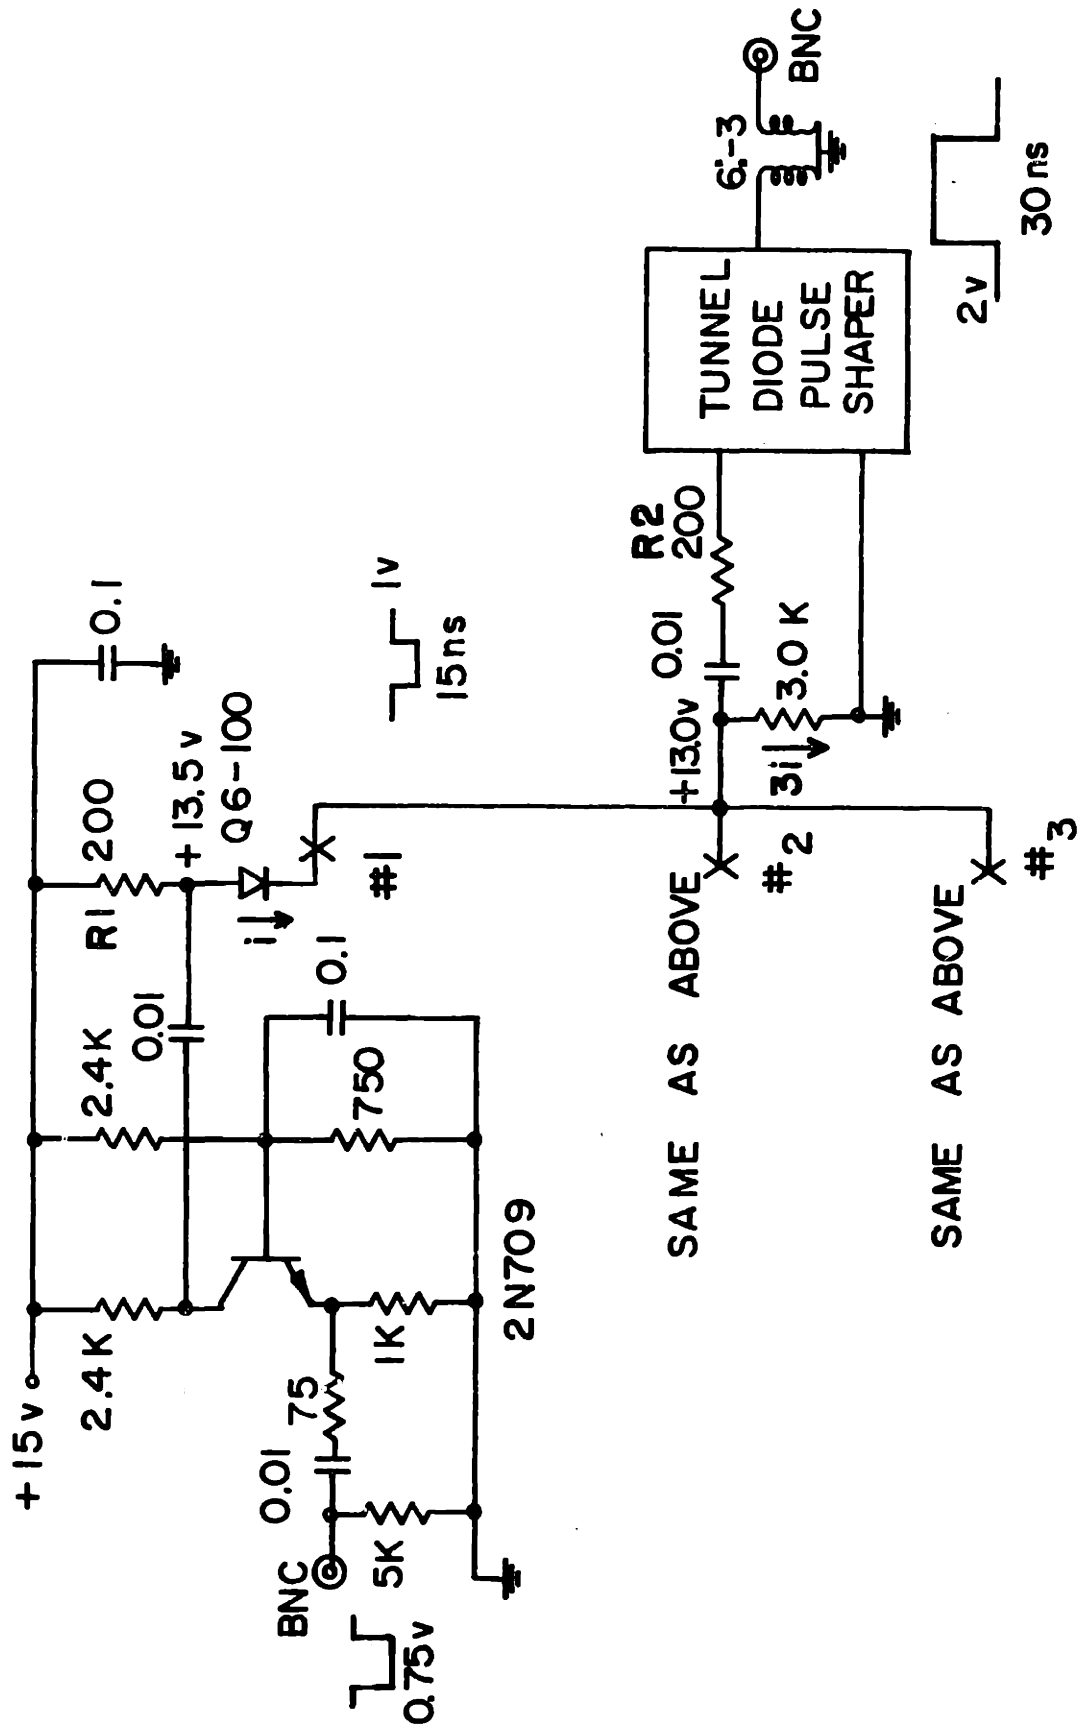 +15v
2.4K
2.4K
R1 200
0.1
0.01
+13.5v
Q6-100
i
#1
1v
15ns
0.1
750
BNC
0.01
75
1K
5K
0.75v
2N709
SAME AS ABOVE
#2
SAME AS ABOVE
#3
+13.0v
0.01
R2
200
3i
3.0K
TUNNEL
DIODE
PULSE
SHAPER
6:-3
BNC
2v
30ns